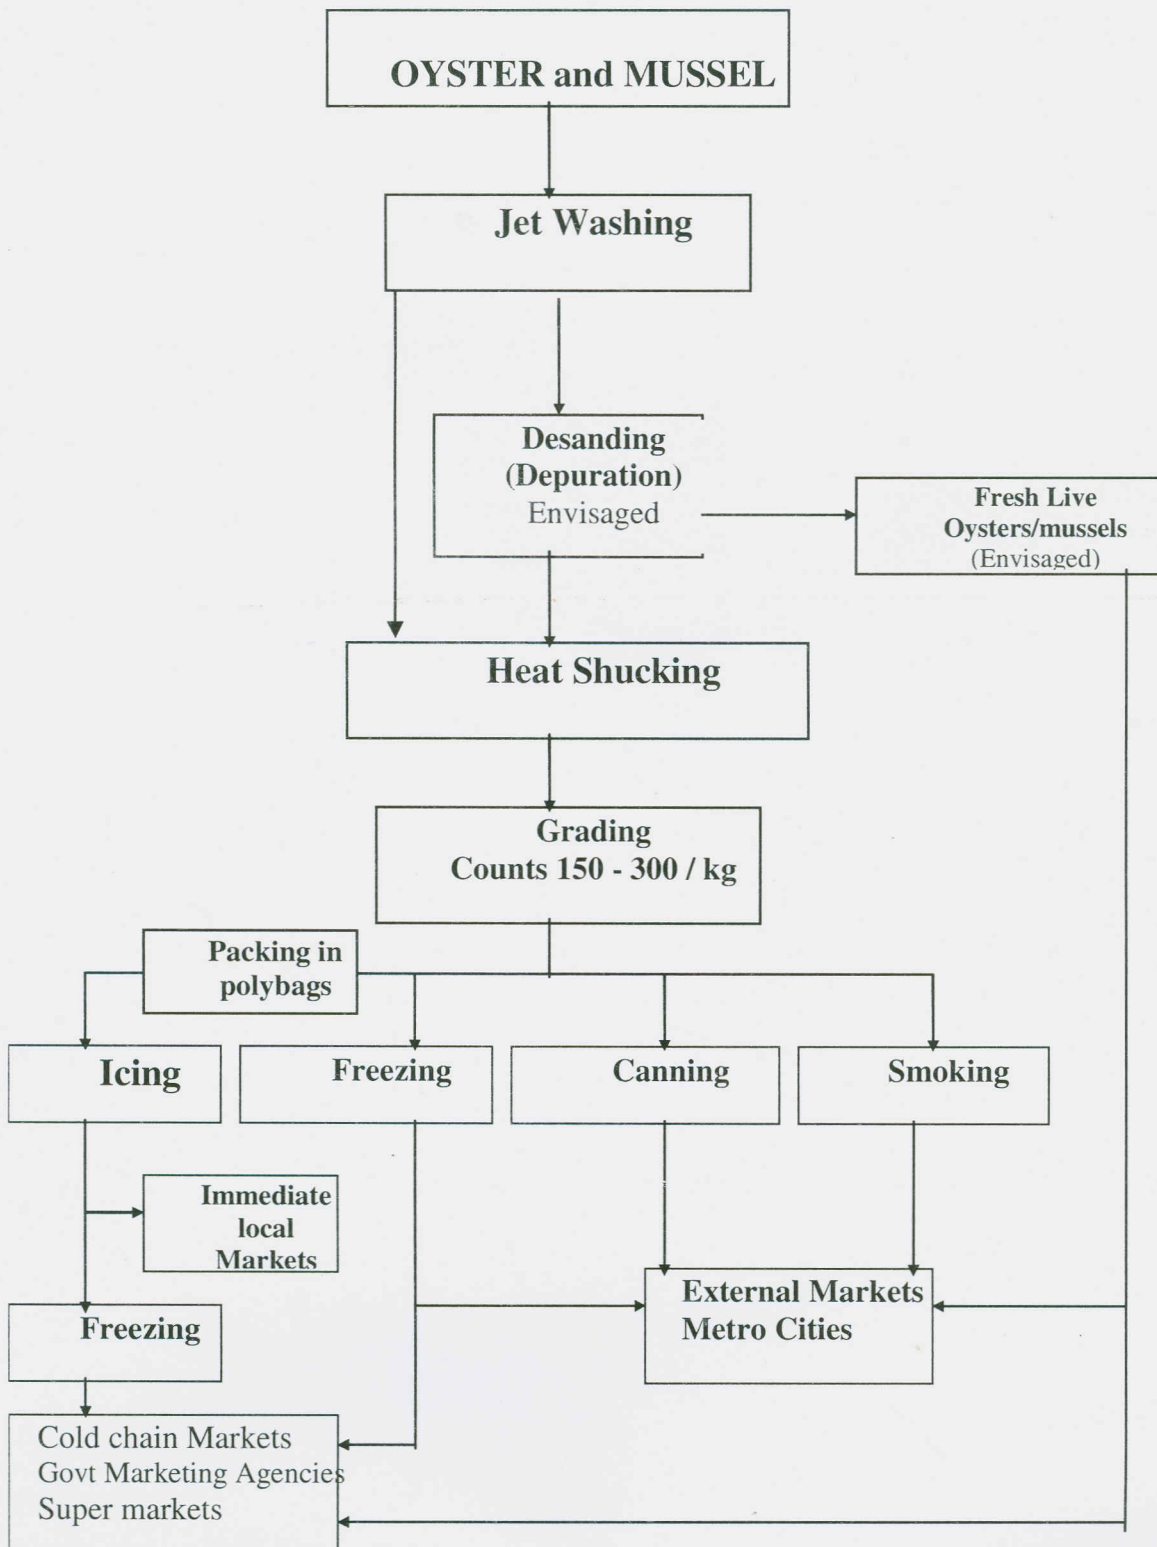 OYSTER and MUSSEL
Jet Washing
Desanding
(Depuration)
Envisaged
Fresh Live
Oysters/mussels
(Envisaged)
Heat Shucking
Grading
Counts 150 - 300 / kg
Packing in
polybags
Icing
Freezing
Canning
Smoking
Immediate
local
Markets
External Markets
Metro Cities
Freezing
Cold chain Markets
Govt Marketing Agencies
Super markets